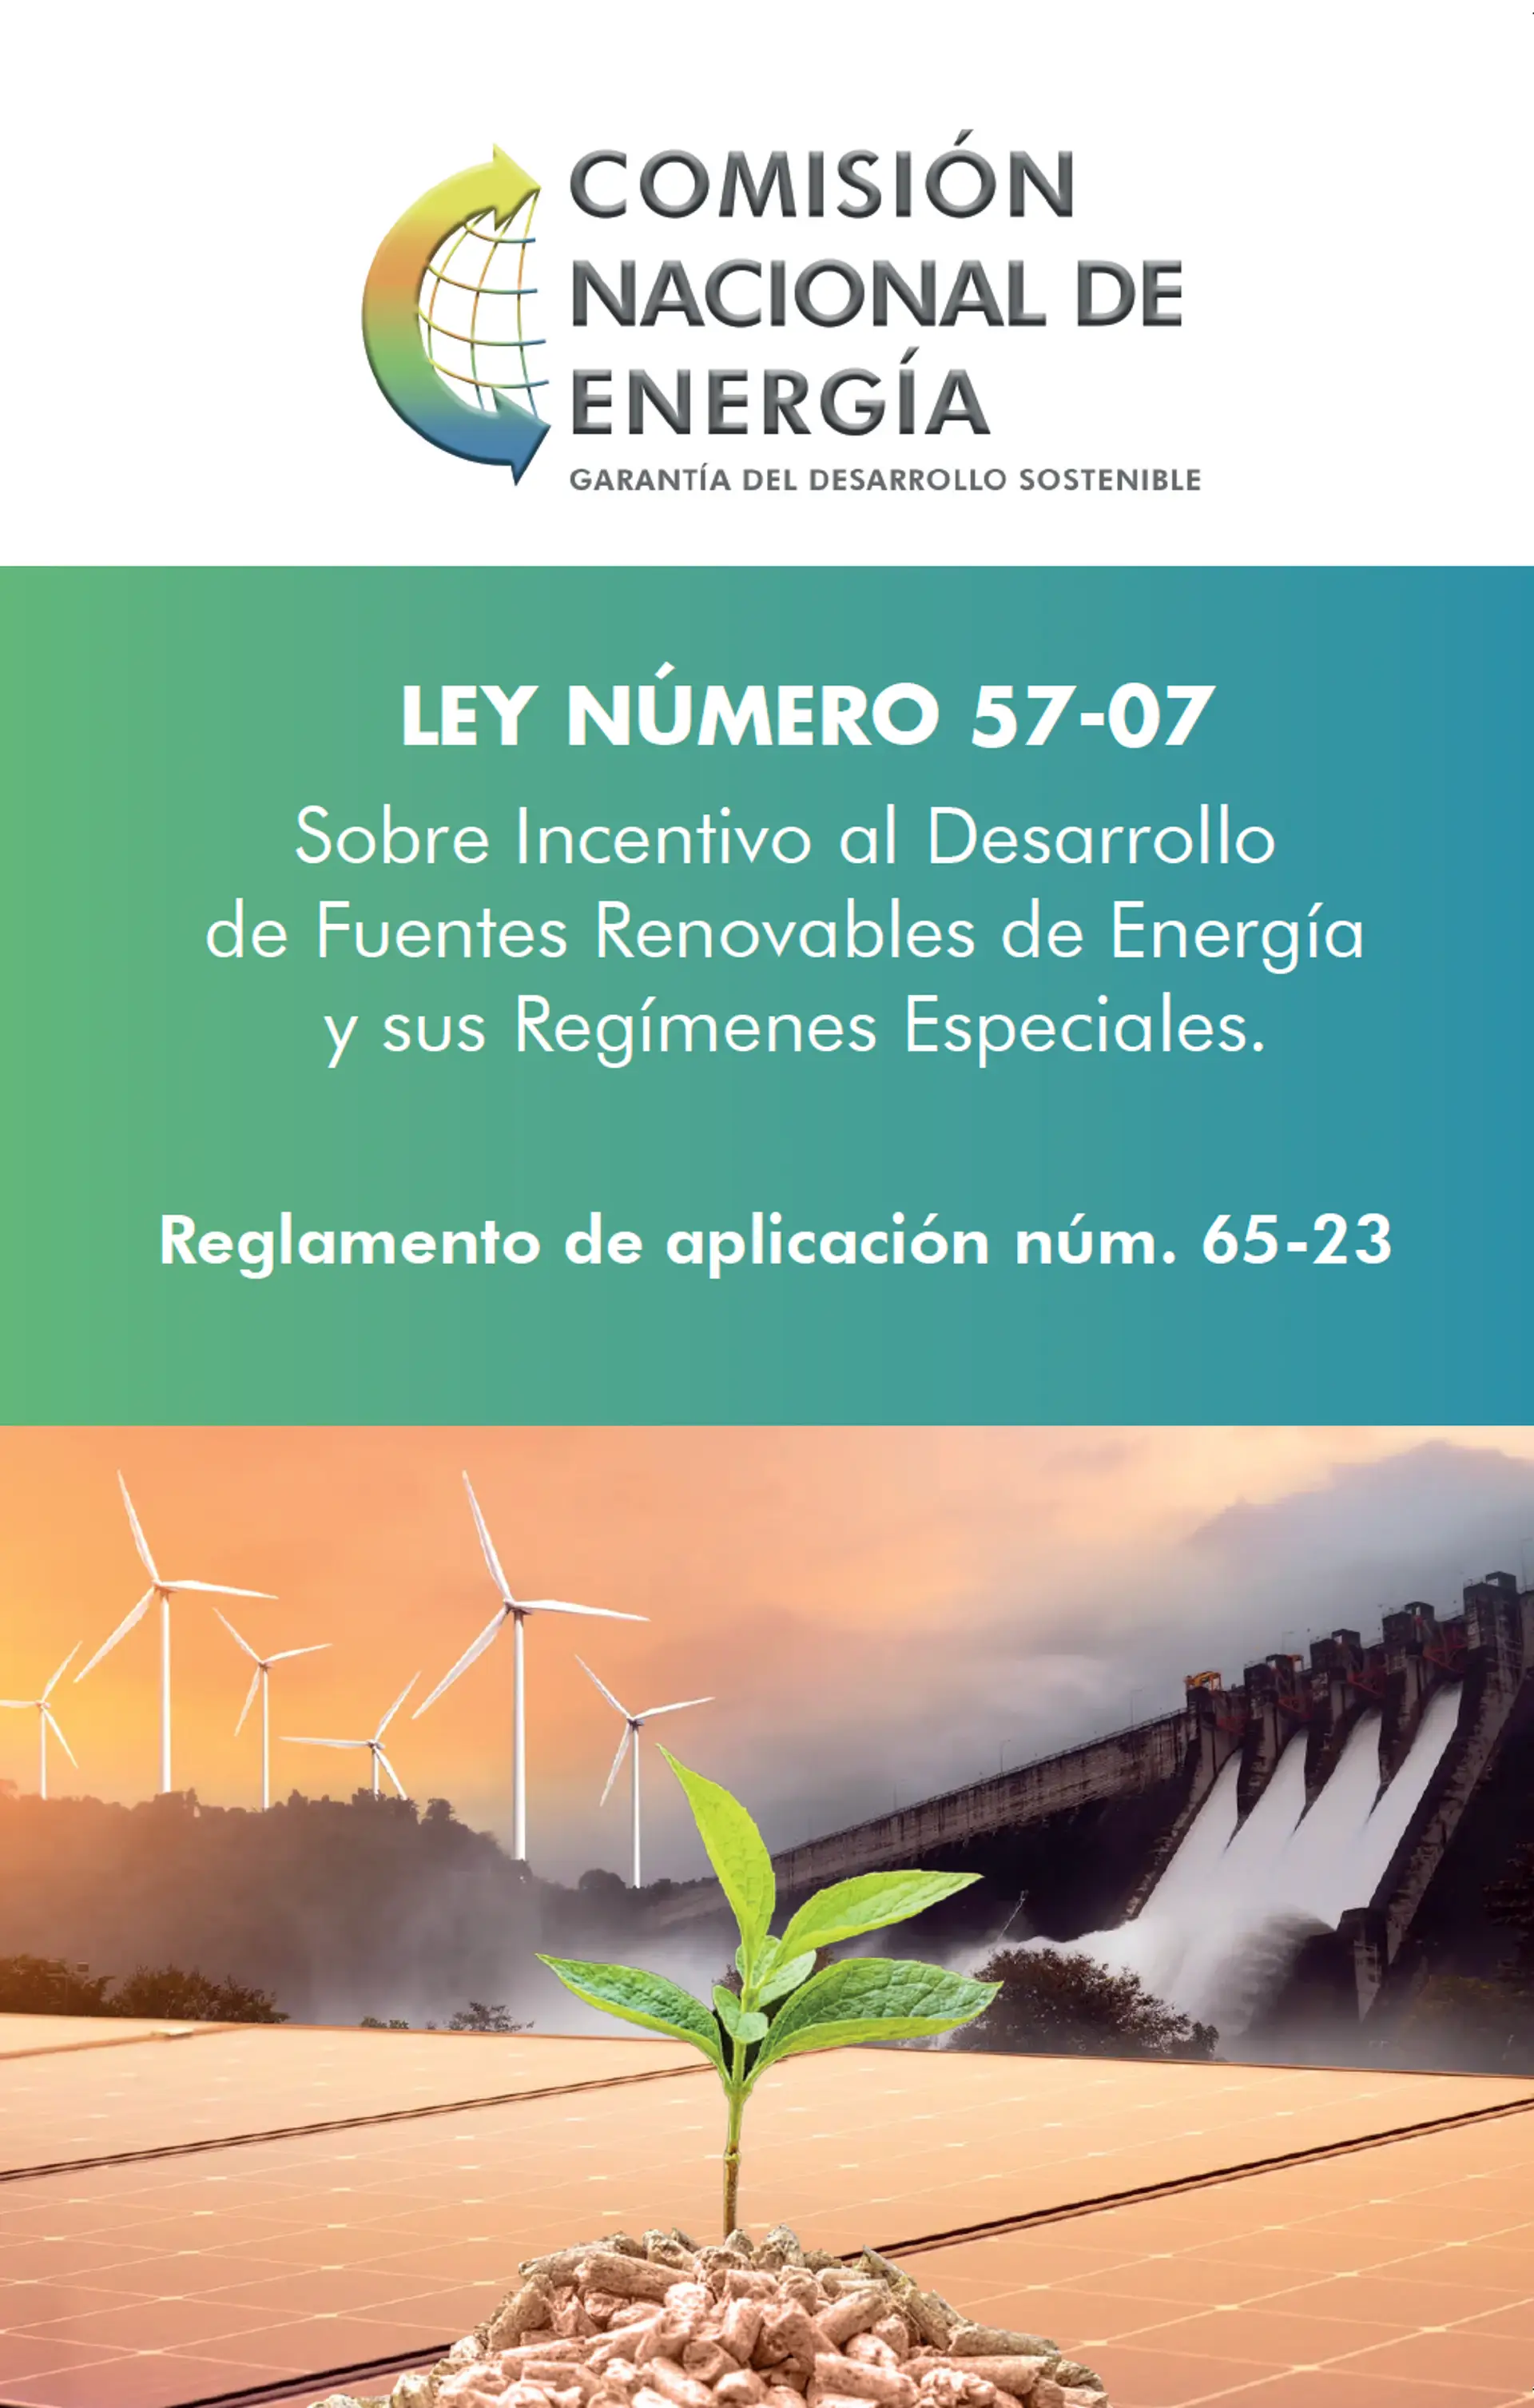 COMISIÓN
NACIONAL DE
ENERGÍA
GARANTÍA DEL DESARROLLO SOSTENIBLE
LEY NÚMERO 57-07
Sobre Incentivo al Desarrollo
de Fuentes Renovables de Energía
y sus Regímenes Especiales.
Reglamento de aplicación núm. 65-23